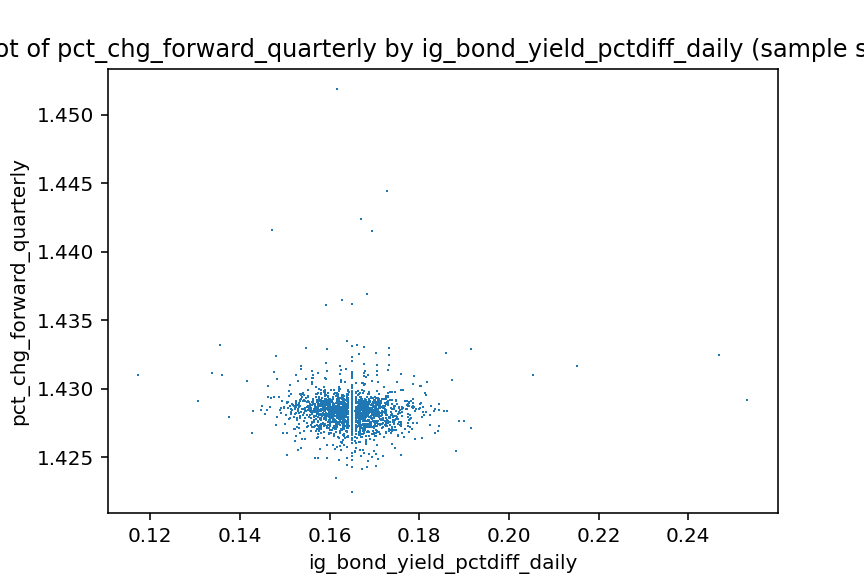 of pct_chg_forward_quarterly by ig_bond_yield_pctdiff_daily (sample
1.450
1.445
1.440
1.435
1.430
1.425
pct_chg_forward_quarterly
0.12 0.14 0.16 0.18 0.20 0.22 0.24
ig_bond_yield_pctdiff_daily